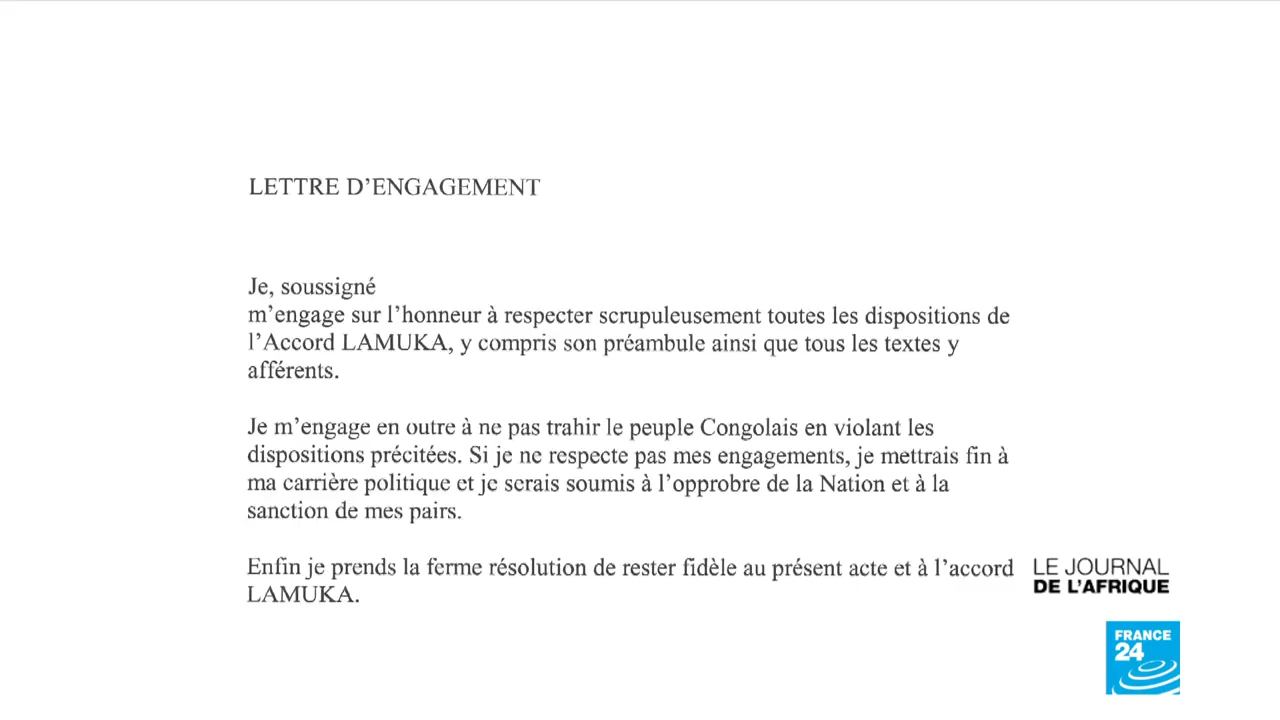 LETTRE D'ENGAGEMENT
Je, soussigné
m'engage sur l'honneur à respecter scrupuleusement toutes les dispositions de
l'Accord LAMUKA, y compris son préambule ainsi que tous les textes y
afférents.
Je m'engage en outre à ne pas trahir le peuple Congolais en violant les
dispositions précitées. Si je ne respecte pas mes engagements, je mettrais fin à
ma carrière politique et je serais soumis à l'opprobre de la Nation et à la
sanction de mes pairs.
Enfin je prends la ferme résolution de rester fidèle au présent acte et à l'accord
LAMUKA.
LE JOURNAL
DE L'AFRIQUE
FRANCE
24